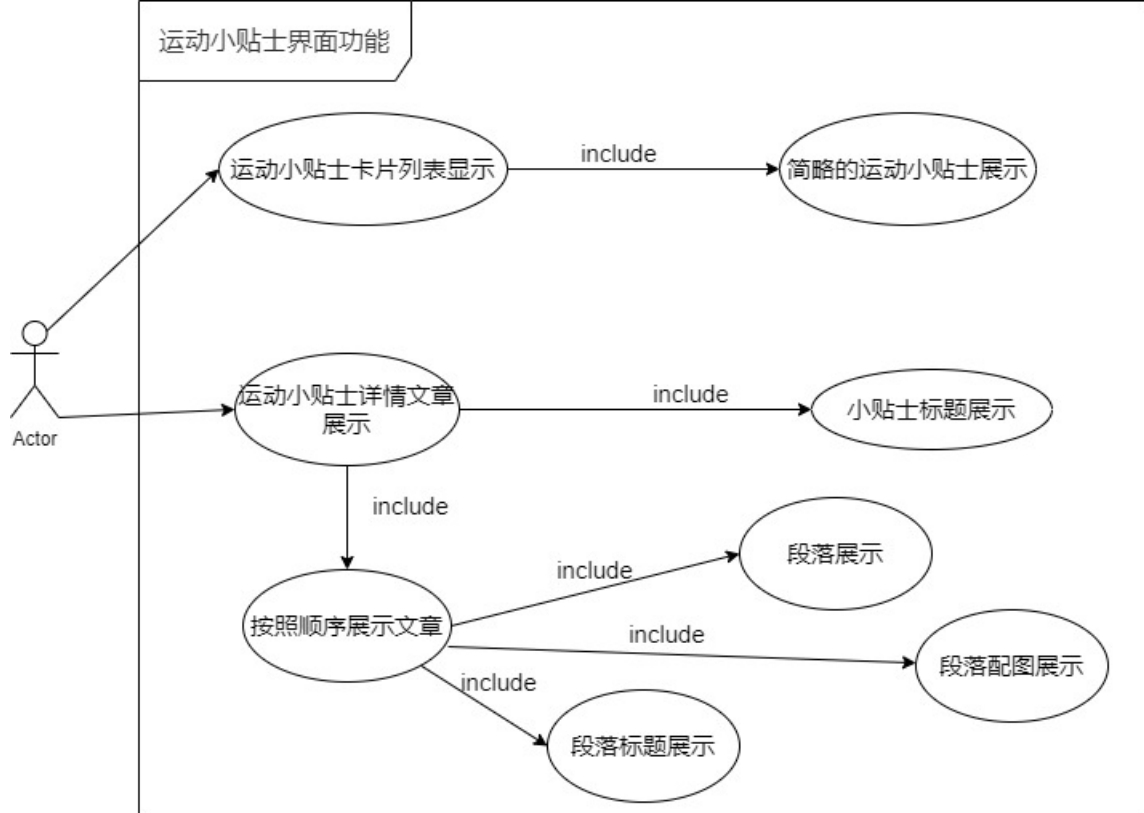 运动小贴士界面功能
运动小贴士卡片列表显示
include
简略的运动小贴士展示
Actor
运动小贴士详情文章
展示
include
小贴士标题展示
include
按照顺序展示文章
include
段落展示
include
段落配图展示
include
段落标题展示